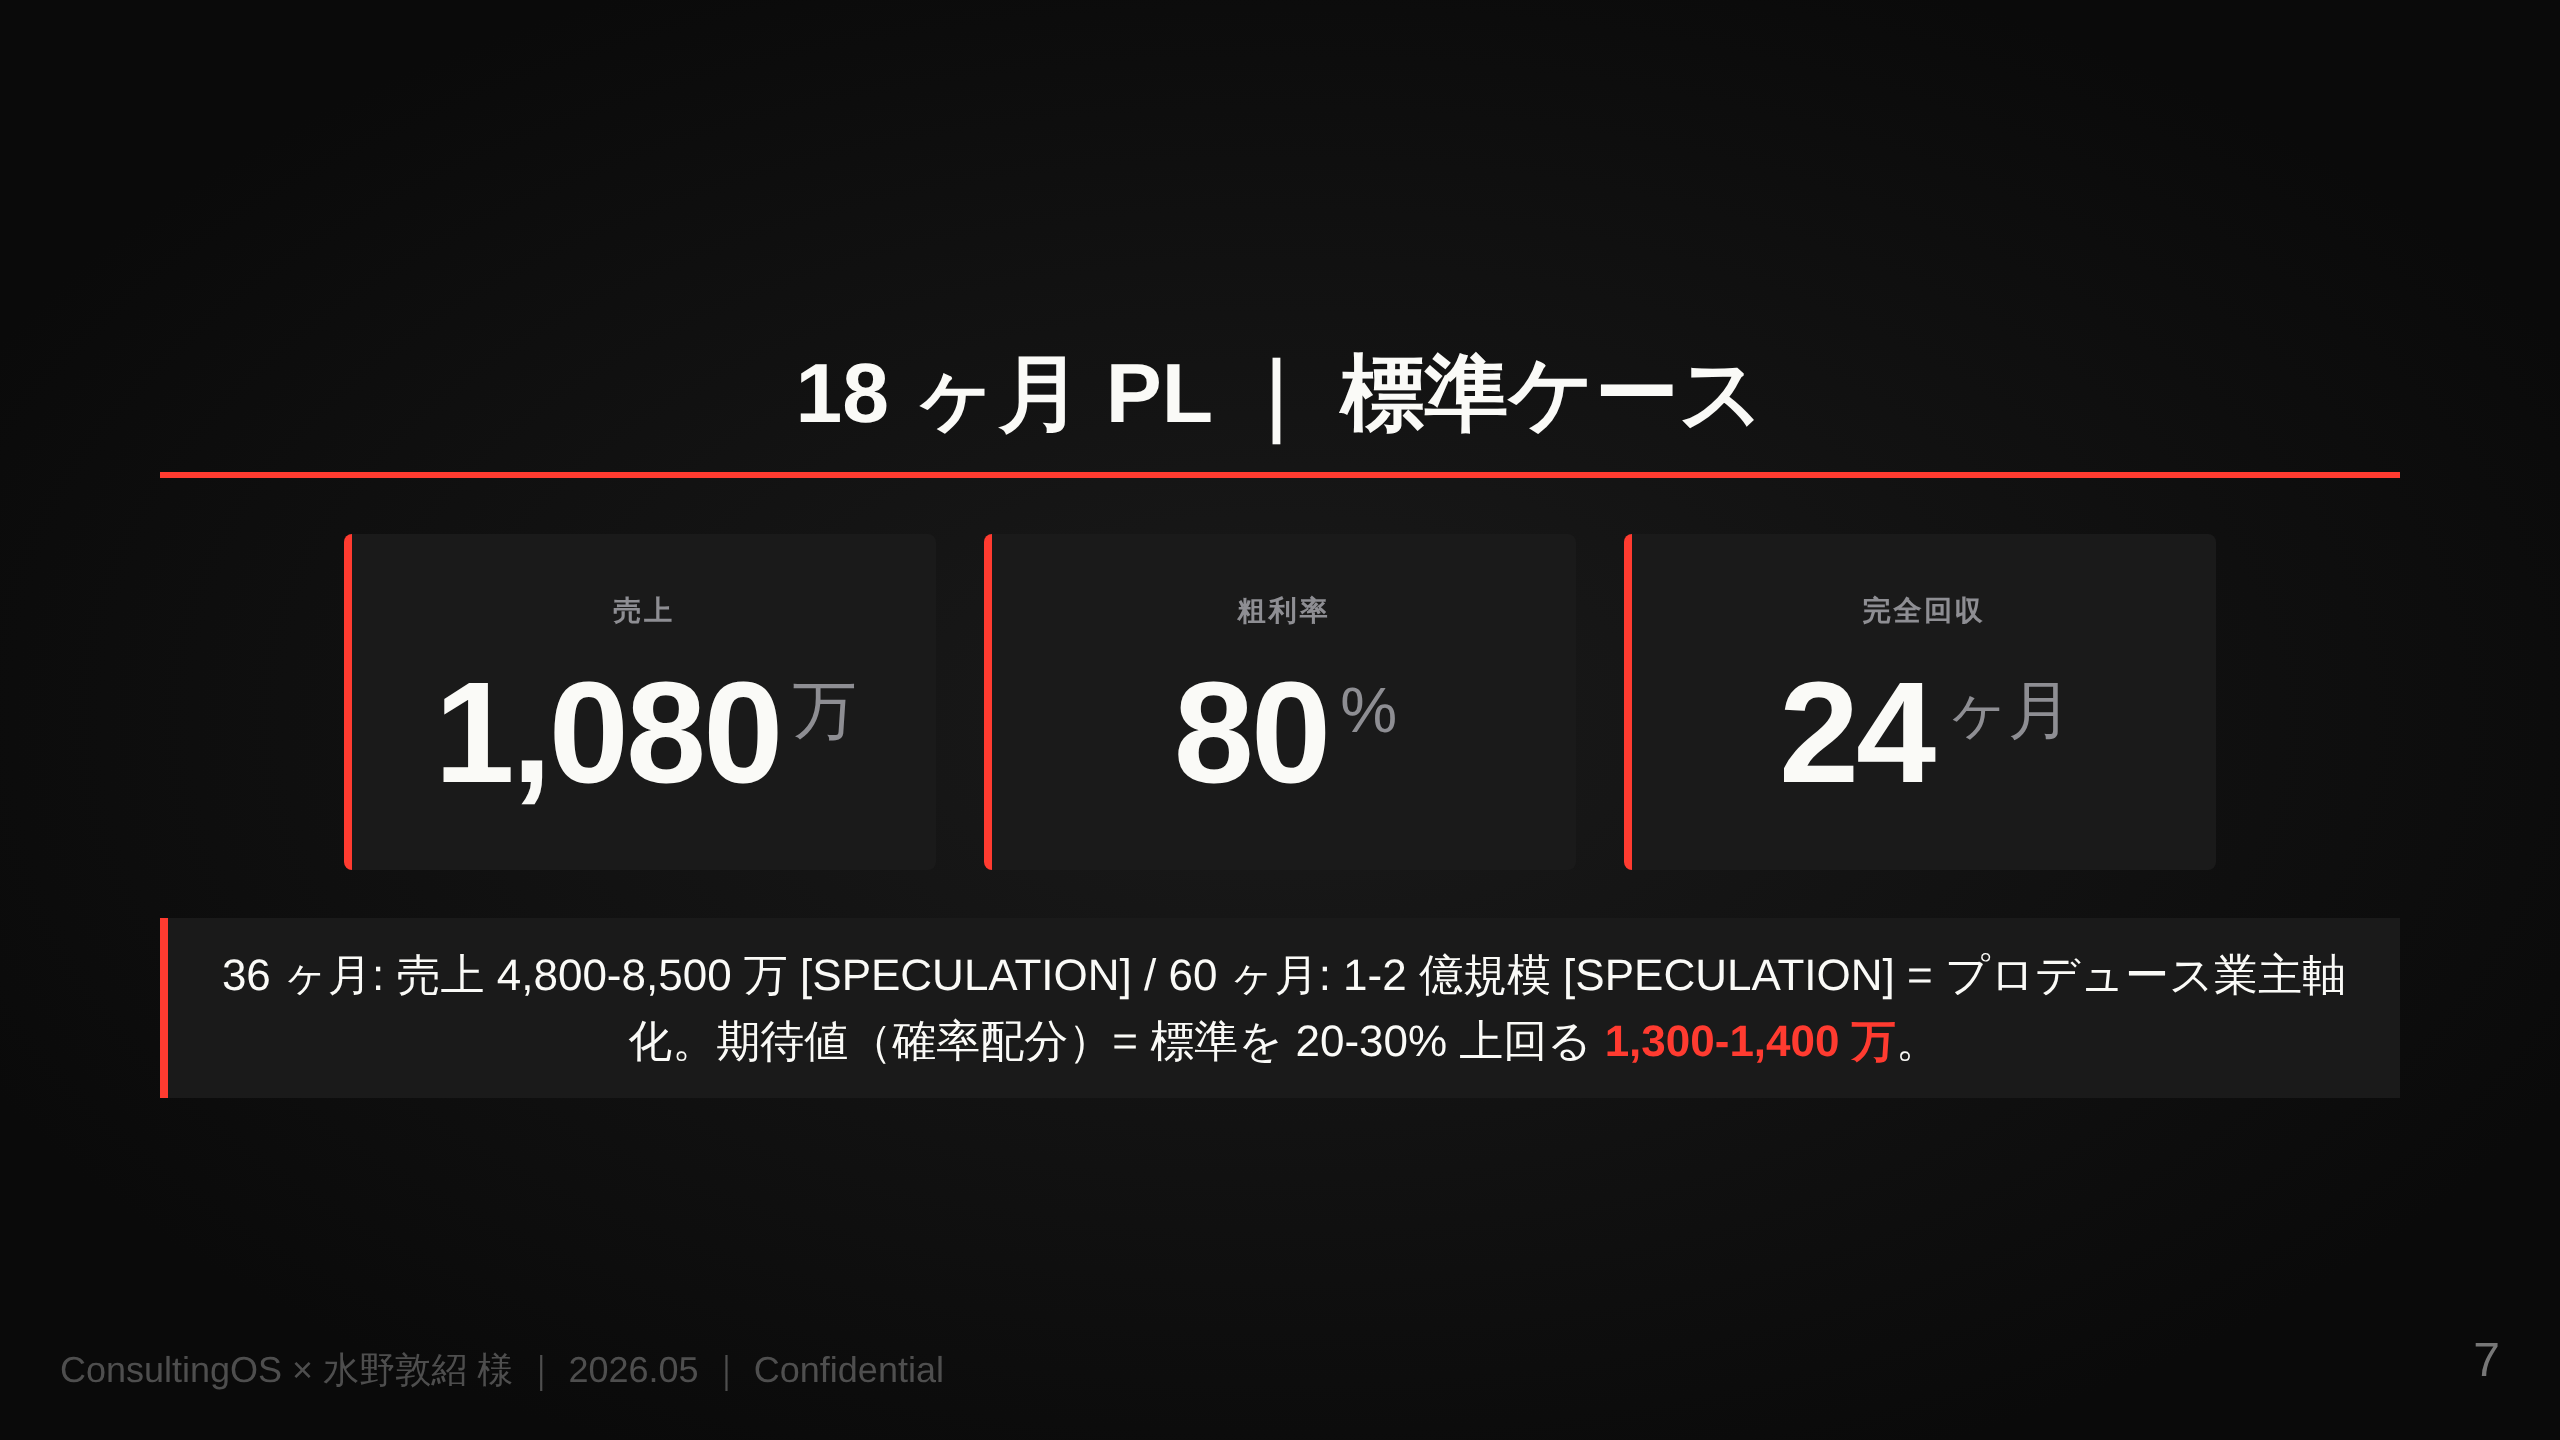 18 ヶ月 PL ｜ 標準ケース
売上
1,080 万
粗利率
80 %
完全回収
24 ヶ月
36 ヶ月: 売上 4,800-8,500 万 [SPECULATION] / 60 ヶ月: 1-2 億規模 [SPECULATION] = プロデュース業主軸
化。期待値（確率配分）= 標準を 20-30% 上回る 1,300-1,400 万。
ConsultingOS × 水野敦紹 様 ｜ 2026.05 ｜ Confidential
7